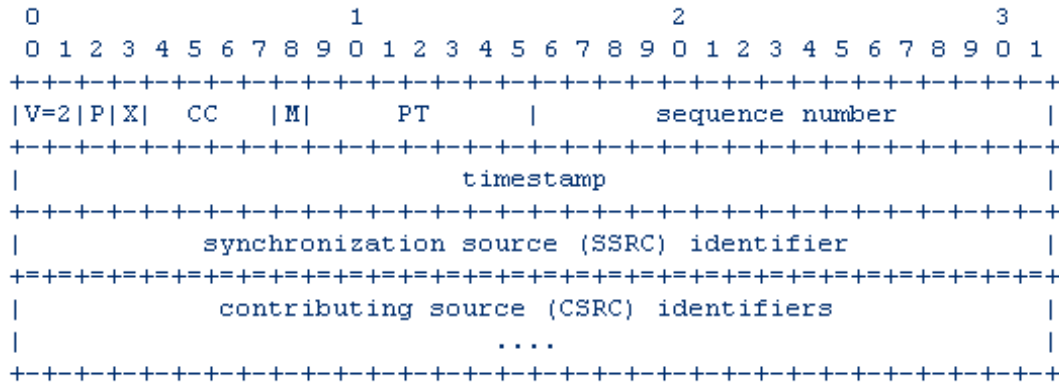 0                   1                   2                   3
0 1 2 3 4 5 6 7 8 9 0 1 2 3 4 5 6 7 8 9 0 1 2 3 4 5 6 7 8 9 0 1
+-+-+-+-+-+-+-+-+-+-+-+-+-+-+-+-+-+-+-+-+-+-+-+-+-+-+-+-+-+-+-+-+
|V=2|P|X|  CC   |M|     PT      |       sequence number         |
+-+-+-+-+-+-+-+-+-+-+-+-+-+-+-+-+-+-+-+-+-+-+-+-+-+-+-+-+-+-+-+-+
|                           timestamp                           |
+-+-+-+-+-+-+-+-+-+-+-+-+-+-+-+-+-+-+-+-+-+-+-+-+-+-+-+-+-+-+-+-+
|           synchronization source (SSRC) identifier            |
+=+=+=+=+=+=+=+=+=+=+=+=+=+=+=+=+=+=+=+=+=+=+=+=+=+=+=+=+=+=+=+=+
|            contributing source (CSRC) identifiers             |
|                             ....                              |
+-+-+-+-+-+-+-+-+-+-+-+-+-+-+-+-+-+-+-+-+-+-+-+-+-+-+-+-+-+-+-+-+